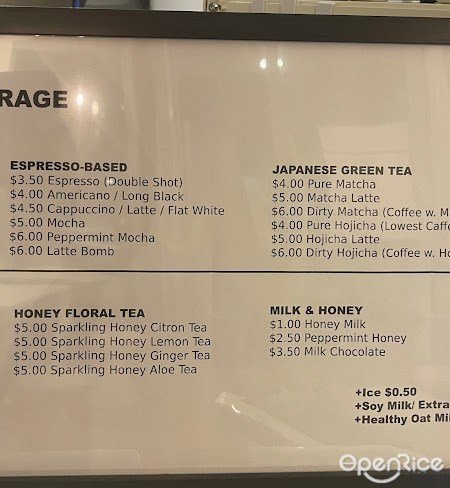 RAGE
ESPRESSO-BASED
$3.50 Espresso (Double Shot)
$4.00 Americano / Long Black
$4.50 Cappuccino / Latte / Flat White
$5.00 Mocha
$6.00 Peppermint Mocha
$6.00 Latte Bomb
JAPANESE GREEN TEA
$4.00 Pure Matcha
$5.00 Matcha Latte
$6.00 Dirty Matcha (Coffee w. M
$4.00 Pure Hojicha (Lowest Caffe
$5.00 Hojicha Latte
$6.00 Dirty Hojicha (Coffee w. Ho
HONEY FLORAL TEA
$5.00 Sparkling Honey Citron Tea
$5.00 Sparkling Honey Lemon Tea
$5.00 Sparkling Honey Ginger Tea
$5.00 Sparkling Honey Aloe Tea
MILK & HONEY
$1.00 Honey Milk
$2.50 Peppermint Honey
$3.50 Milk Chocolate
+Ice $0.50
+Soy Milk/ Extra
+Healthy Oat Mil
OpenRice